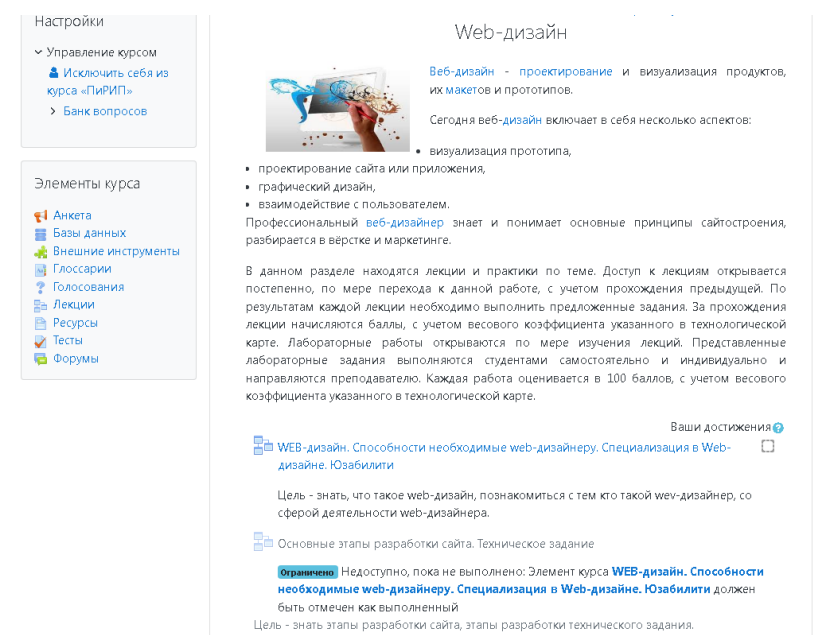 Настройки
Управление курсом
Исключить себя из
курса «ПиРИП»
Банк вопросов
Элементы курса
Анкета
Базы данных
Внешние инструменты
Глоссарии
Голосования
Лекции
Ресурсы
Тесты
Форумы
Web-дизайн
Веб-дизайн - проектирование и визуализация продуктов,
их макетов и прототипов.
Сегодня веб-дизайн включает в себя несколько аспектов:
• визуализация прототипа,
• проектирование сайта или приложения,
• графический дизайн,
• взаимодействие с пользователем.
Профессиональный веб-дизайнер знает и понимает основные принципы сайтостроения,
разбирается в вёрстке и маркетинге.
В данном разделе находятся лекции и практики по теме. Доступ к лекциям открывается
постепенно, по мере перехода к данной работе, с учетом прохождения предыдущей. По
результатам каждой лекции необходимо выполнить предложенные задания. За прохождения
лекции начисляются баллы, с учетом весового коэффициента указанного в технологической
карте. Лабораторные работы открываются по мере изучения лекций. Представленные
лабораторные задания выполняются студентами самостоятельно и индивидуально и
направляются преподавателю. Каждая работа оценивается в 100 баллов, с учетом весового
коэффициента указанного в технологической карте.
Ваши достижения
WEB-дизайн. Способности необходимые web-дизайнеру. Специализация в Web-
дизайне. Юзабилити
Цель - знать, что такое web-дизайн, познакомиться с тем кто такой wev-дизайнер, со
сферой деятельности web-дизайнера.
Основные этапы разработки сайта. Техническое задание
Ограничено Недоступно, пока не выполнено: Элемент курса WEB-дизайн. Способности
необходимые web-дизайнеру. Специализация в Web-дизайне. Юзабилити должен
быть отмечен как выполненный
Цель - знать этапы разработки сайта, этапы разработки технического задания.